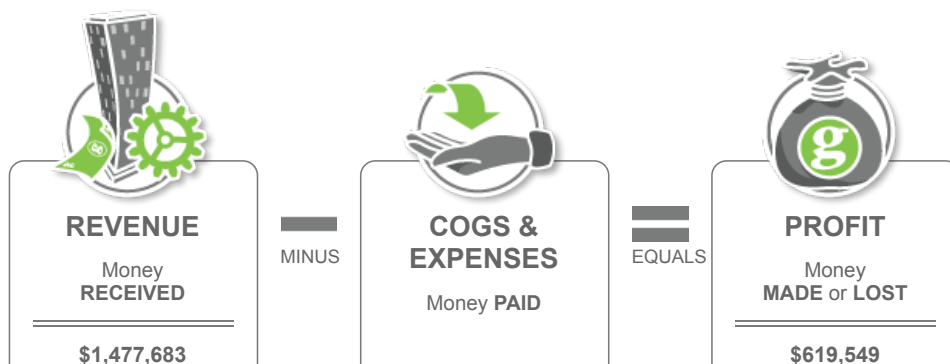 REVENUE
Money
RECEIVED
$1,477,683
MINUS
COGS &
EXPENSES
Money PAID
EQUALS
PROFIT
Money
MADE or LOST
$619,549
g